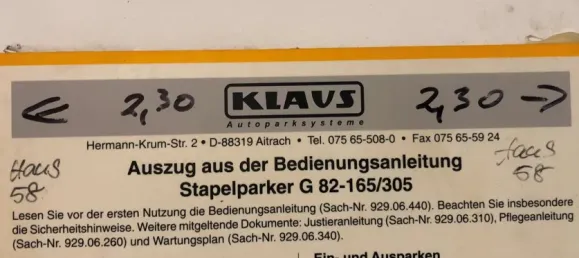 ← 2,30 KLAUS 2,30 →
Autoparksysteme
Hermann-Krum-Str. 2 • D-88319 Aitrach • Tel. 075 65-508-0 • Fax 075 65-59 24
Haus Auszug aus der Bedienungsanleitung Haus
58 Stapelparker G 82-165/305 58
Lesen Sie vor der ersten Nutzung die Bedienungsanleitung (Sach-Nr. 929.06.440). Beachten Sie insbesondere
die Sicherheitshinweise. Weitere mitgeltende Dokumente: Justieranleitung (Sach-Nr. 929.06.310), Pflegeanleitung
(Sach-Nr. 929.06.260) und Wartungsplan (Sach-Nr. 929.06.340).
Ein- und Ausparken